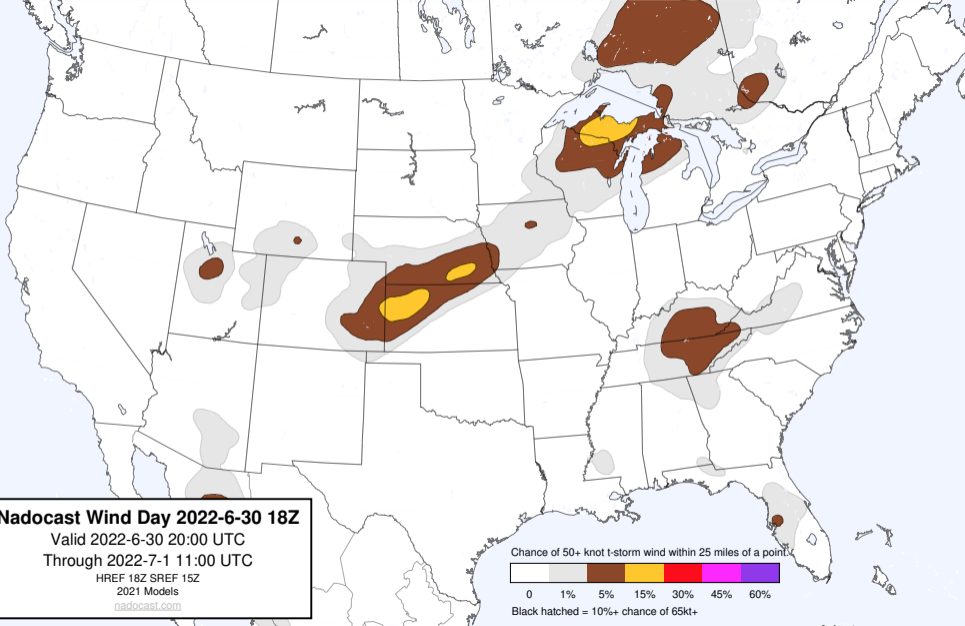 Nadocast Wind Day 2022-6-30 18Z
Valid 2022-6-30 20:00 UTC
Through 2022-7-1 11:00 UTC
HREF 18Z SREF 15Z
2021 Models
nadocast.com
Chance of 50+ knot t-storm wind within 25 miles of a point.
0 1% 5% 15% 30% 45% 60%
Black hatched = 10%+ chance of 65kt+